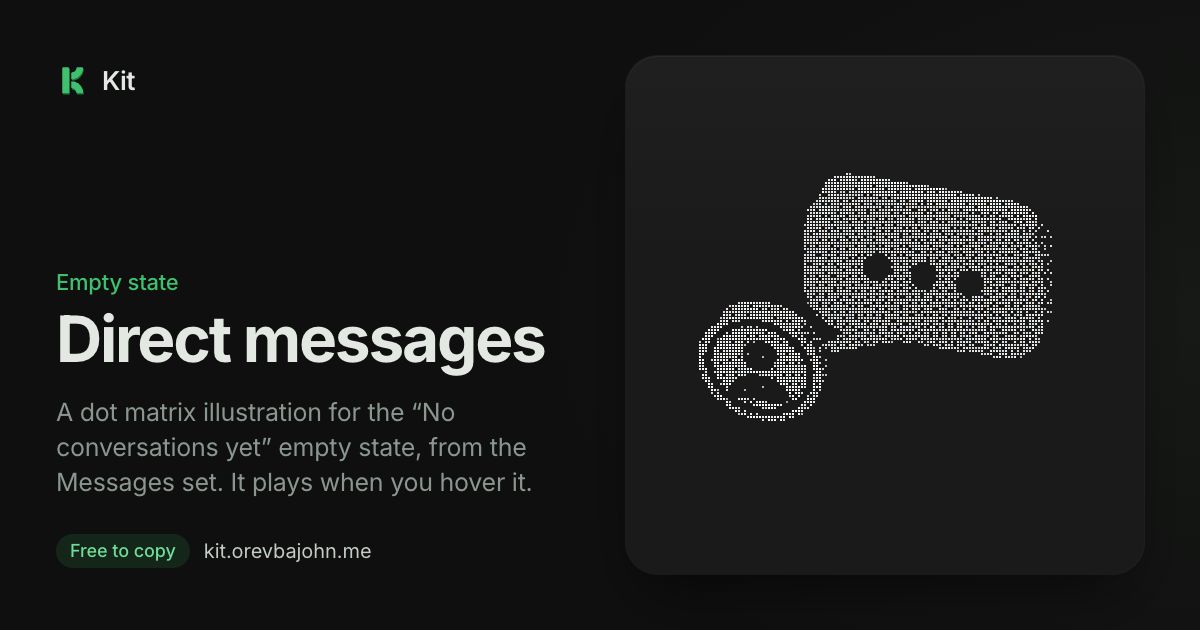 Kit
Empty state
Direct messages
A dot matrix illustration for the “No
conversations yet” empty state, from the
Messages set. It plays when you hover it.
Free to copy
kit.orevbajohn.me